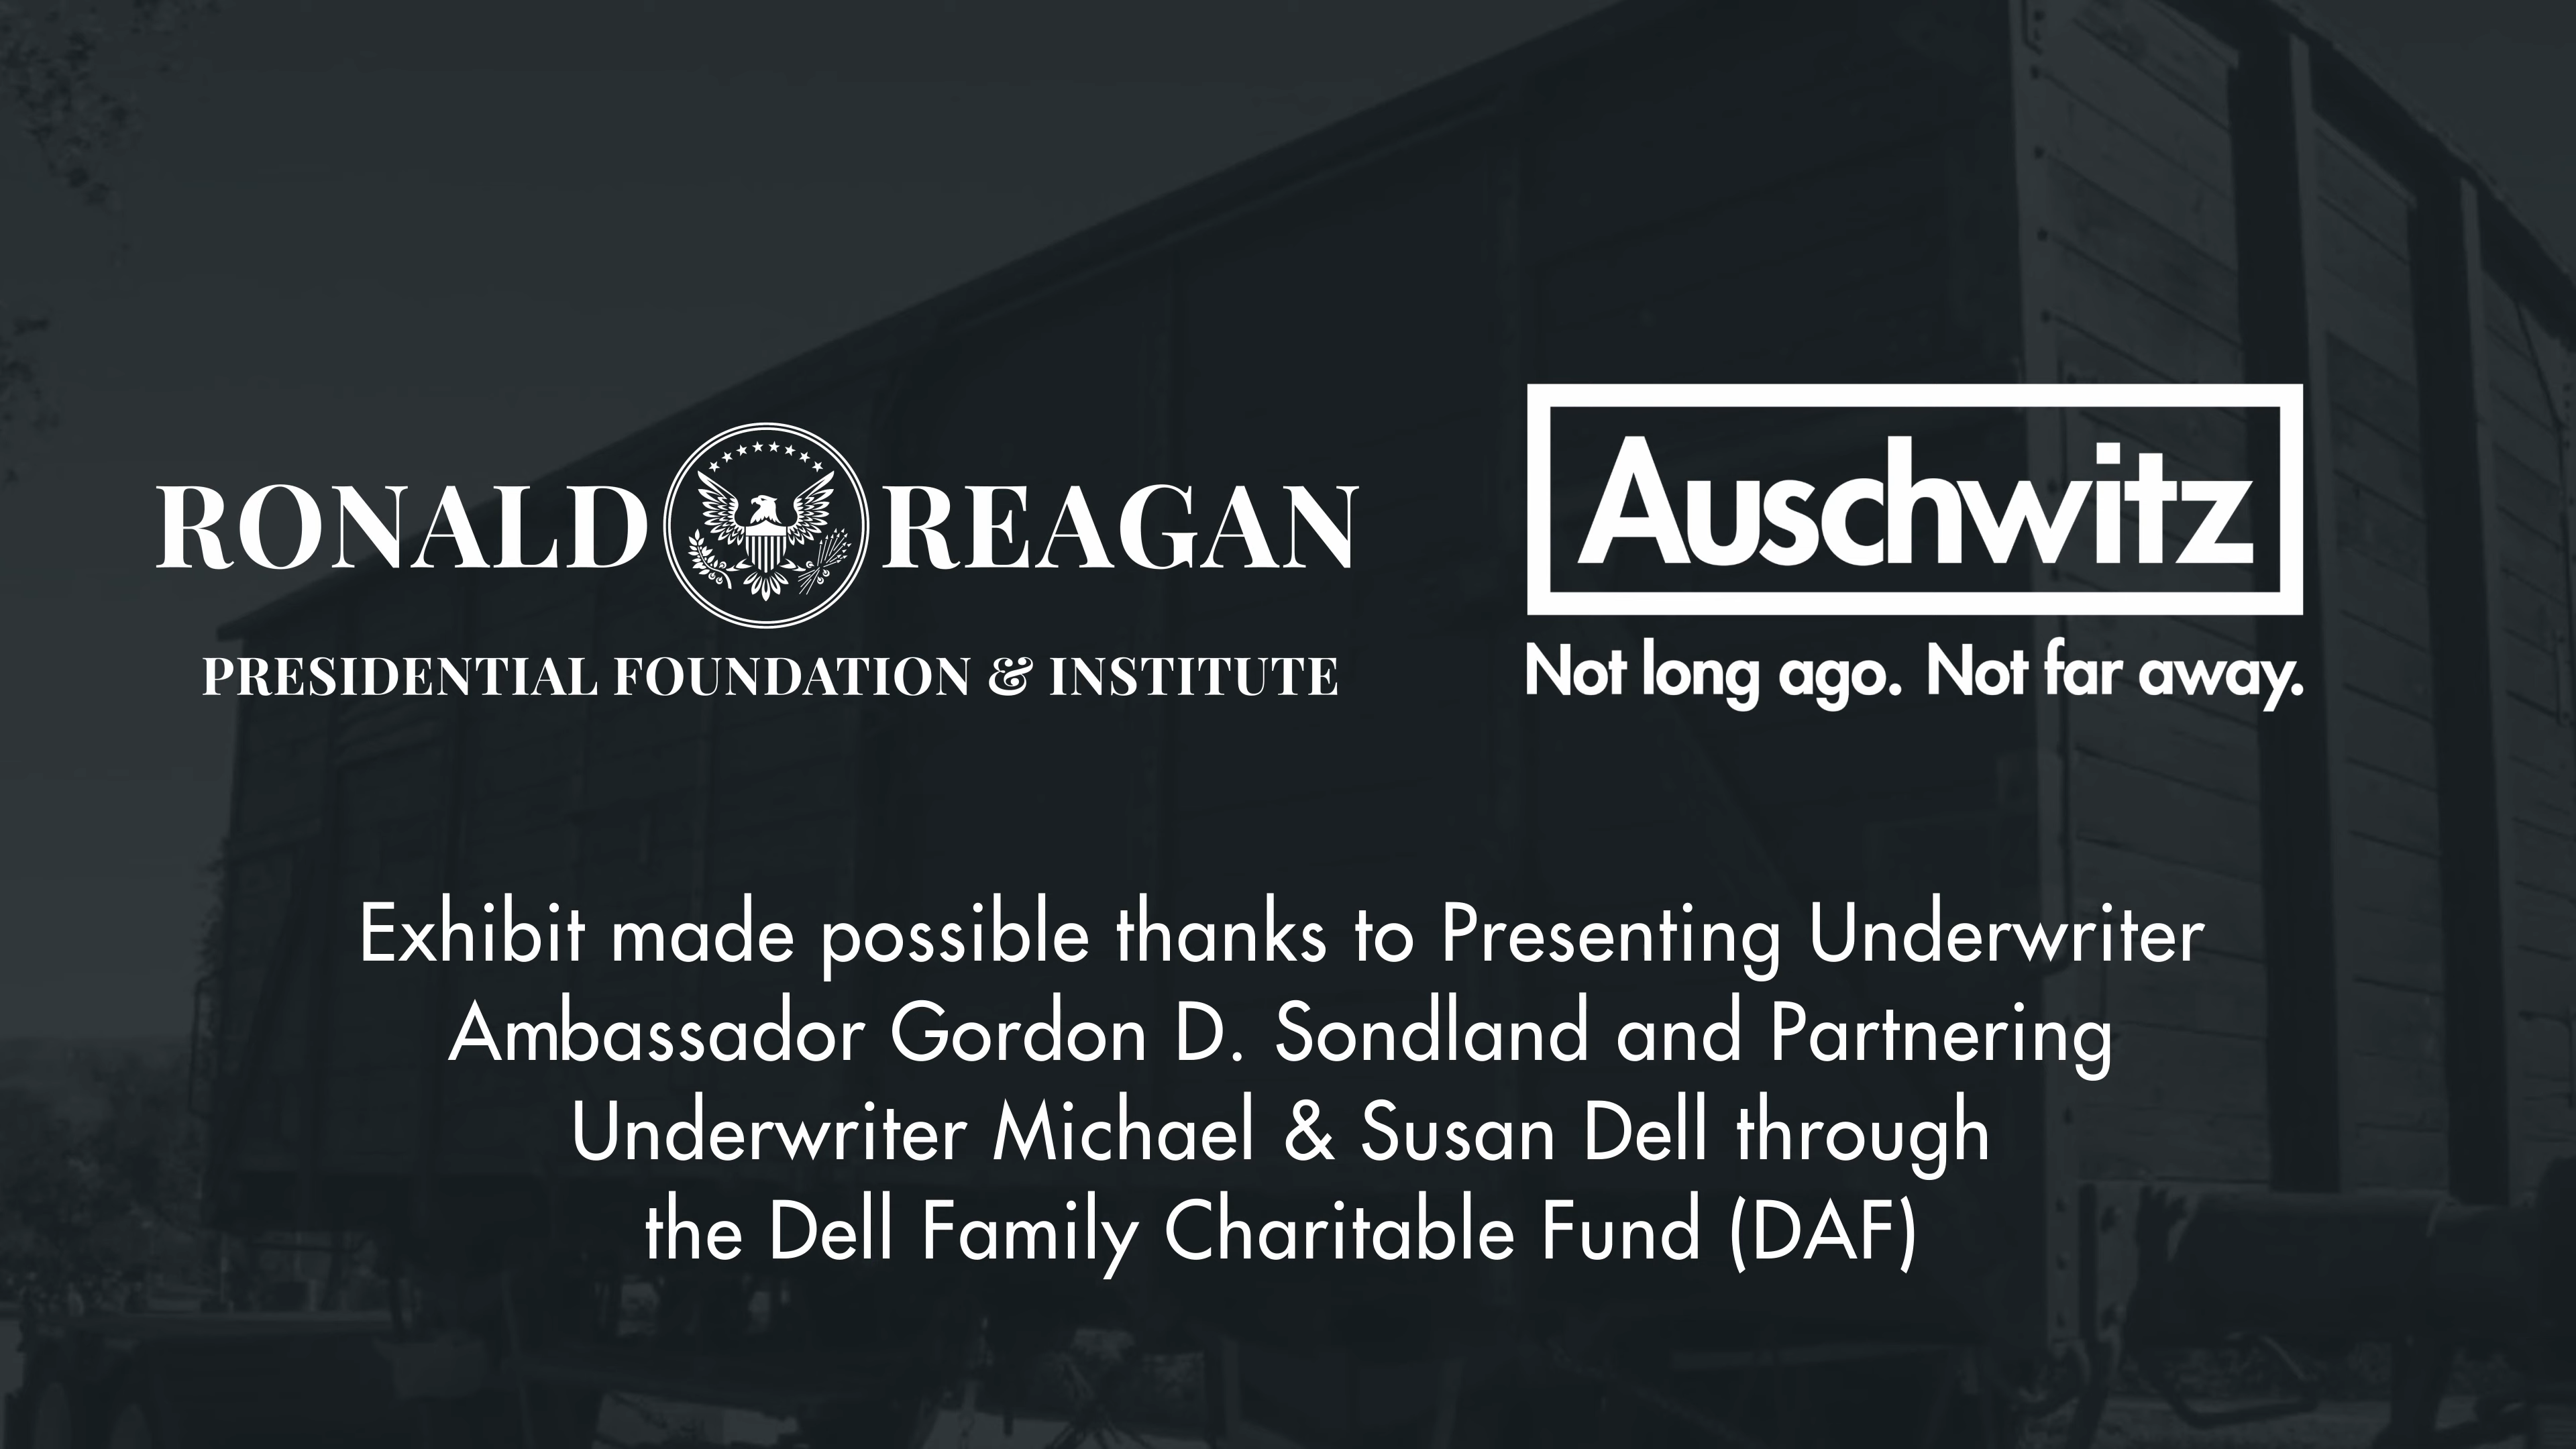 RONALD REAGAN
PRESIDENTIAL FOUNDATION & INSTITUTE
Auschwitz
Not long ago. Not far away.
Exhibit made possible thanks to Presenting Underwriter
Ambassador Gordon D. Sondland and Partnering
Underwriter Michael & Susan Dell through
the Dell Family Charitable Fund (DAF)